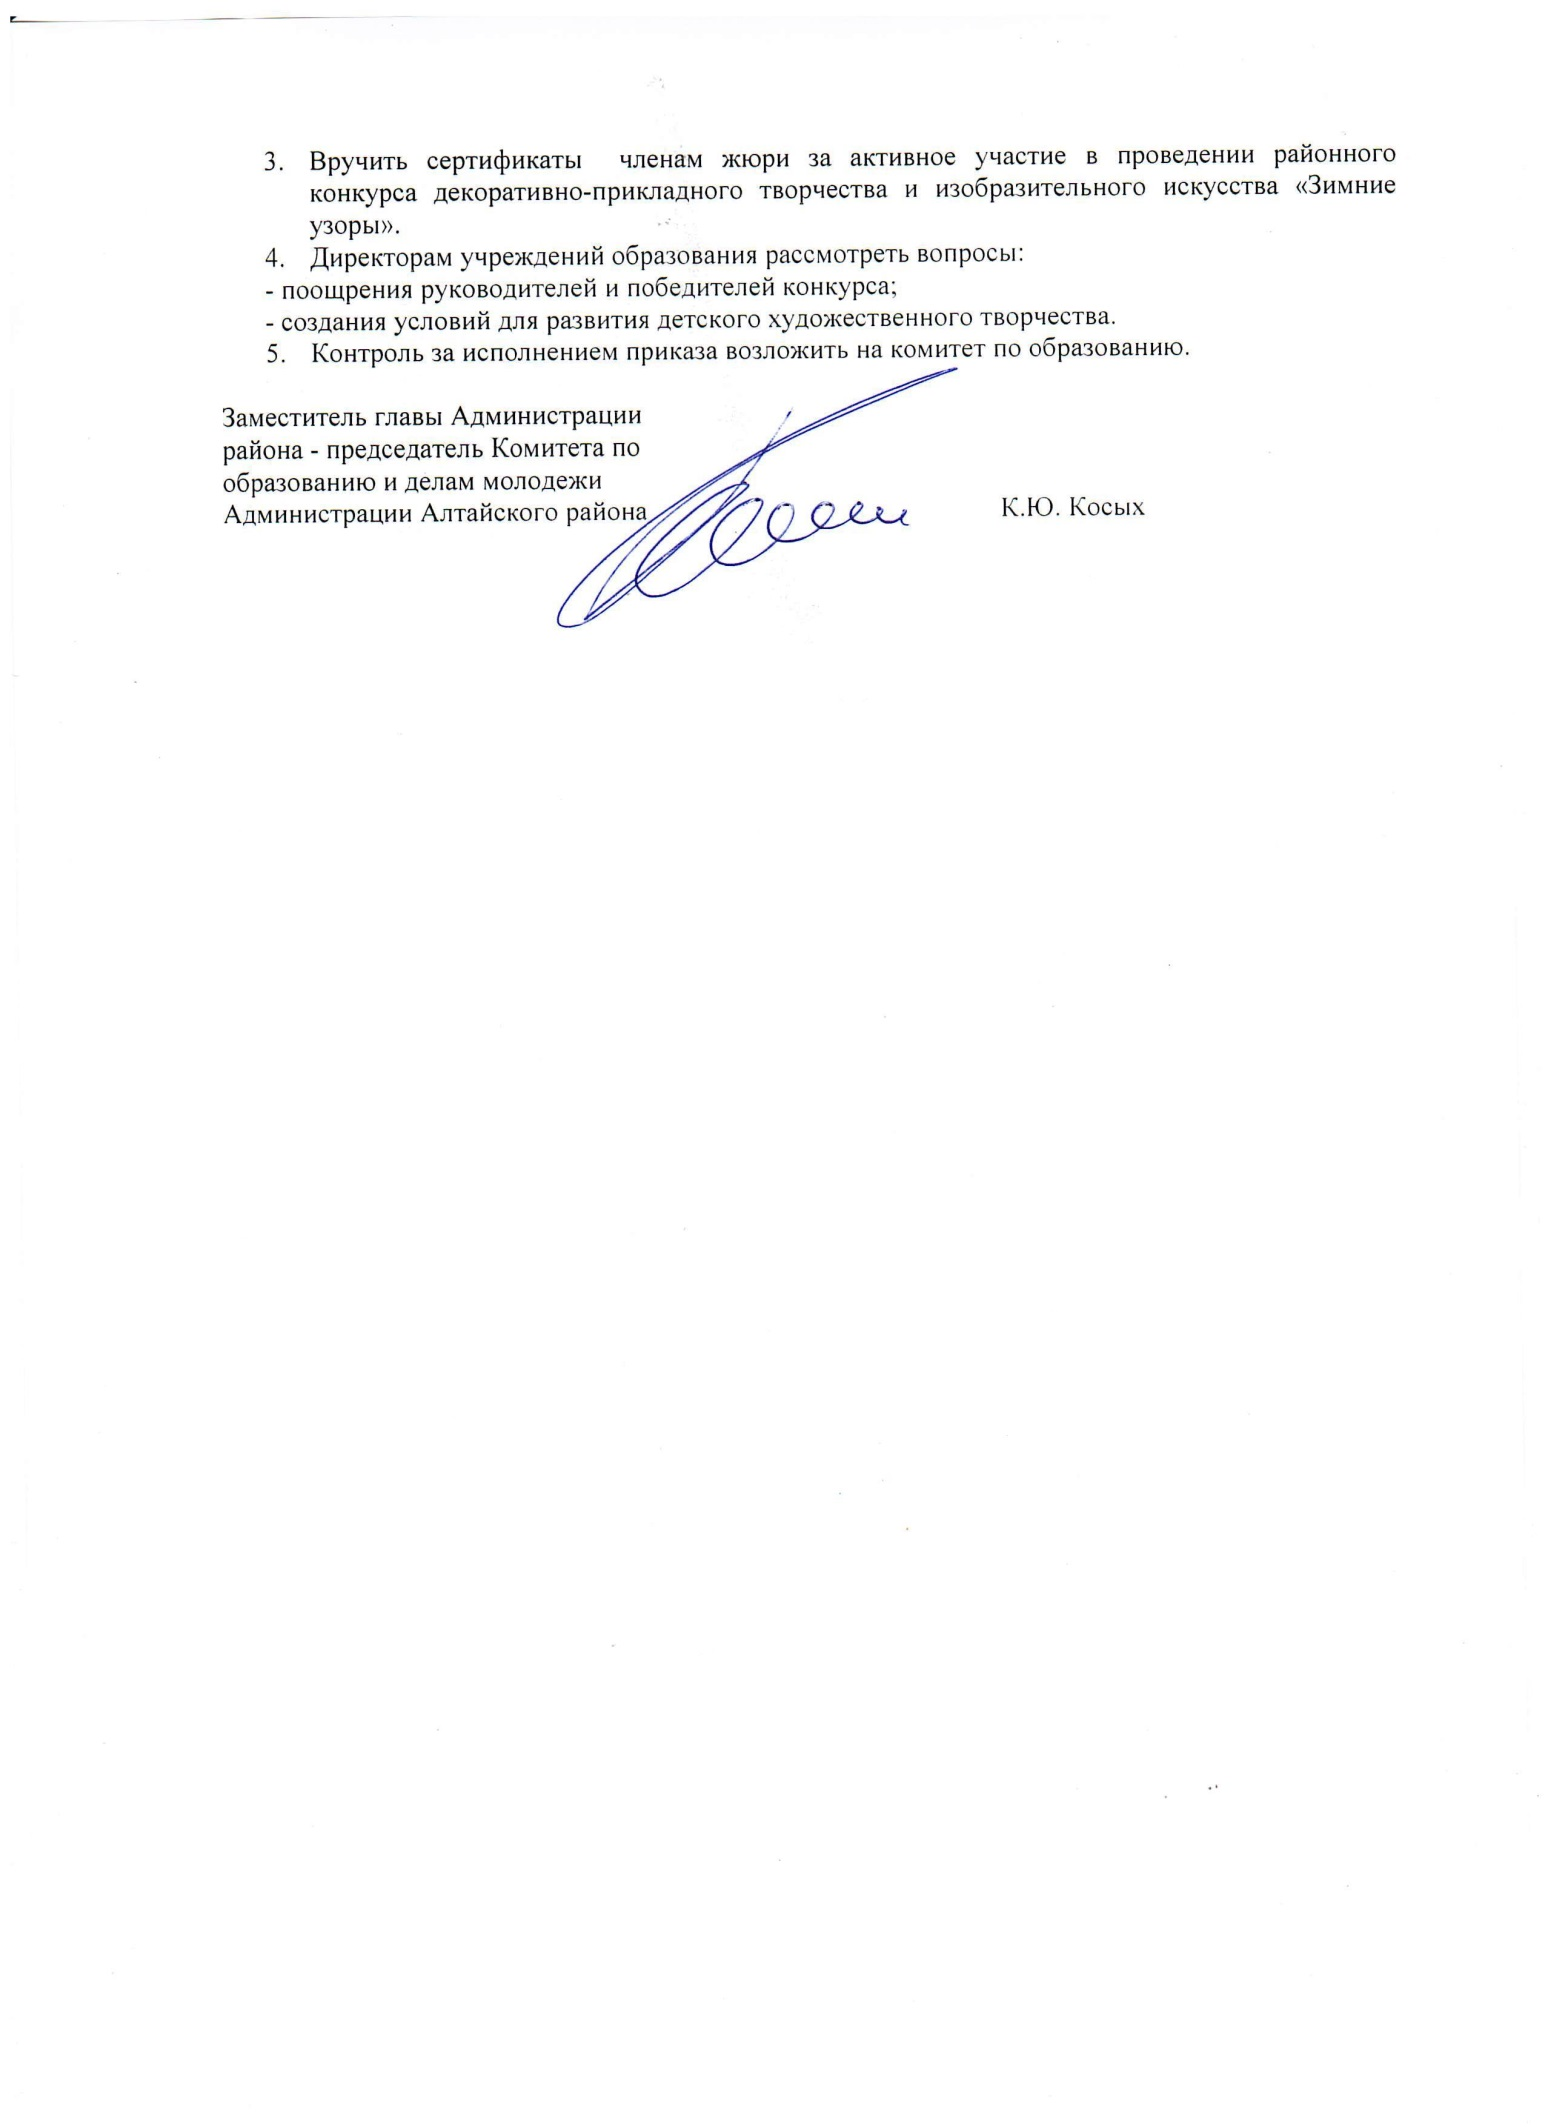 3. Вручить сертификаты членам жюри за активное участие в проведении районного
конкурса декоративно-прикладного творчества и изобразительного искусства «Зимние
узоры».
4. Директорам учреждений образования рассмотреть вопросы:
- поощрения руководителей и победителей конкурса;
- создания условий для развития детского художественного творчества.
5. Контроль за исполнением приказа возложить на комитет по образованию.
Заместитель главы Администрации
района - председатель Комитета по
образованию и делам молодежи
Администрации Алтайского района
К.Ю. Косых